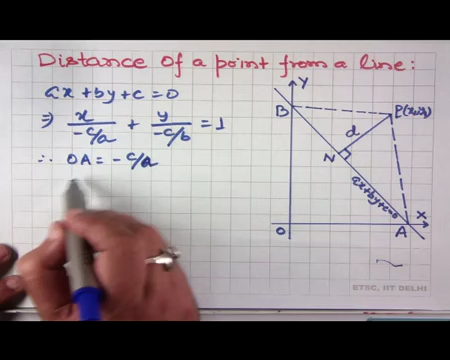 Distance of a point from a line:
ax + by + c = 0
⇒ x/(-c/a) + y/(-c/b) = 1
∴ OA = -c/a
Y
B
P(x₁,y₁)
d
N
ax+by+c=0
X
O
A
ETSC, IIT DELHI